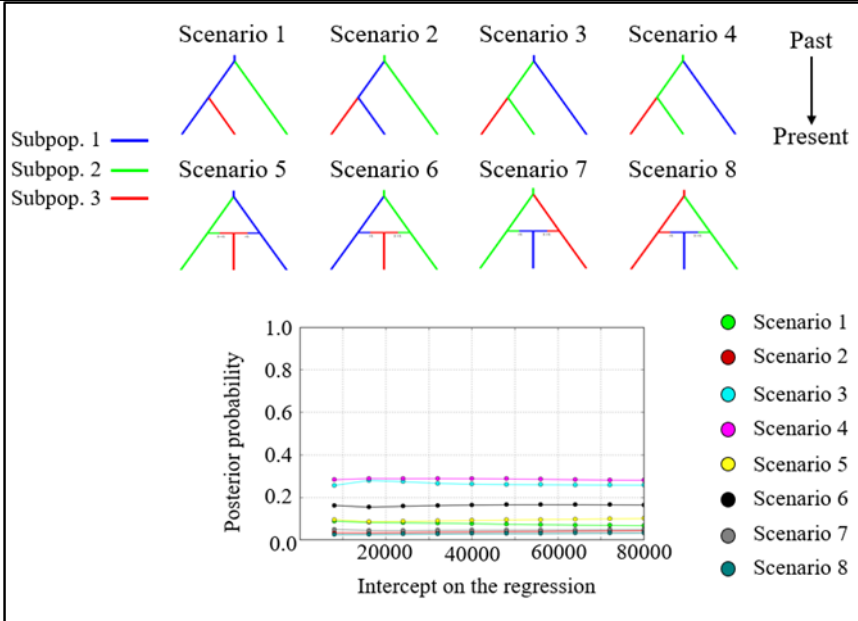 Scenario 1 Scenario 2 Scenario 3 Scenario 4 Past
Present
Subpop. 1
Subpop. 2
Subpop. 3
Scenario 5 Scenario 6 Scenario 7 Scenario 8
Posterior probability
1.0
0.8
0.6
0.4
0.2
0.0
20000 40000 60000 80000
Intercept on the regression
Scenario 1
Scenario 2
Scenario 3
Scenario 4
Scenario 5
Scenario 6
Scenario 7
Scenario 8